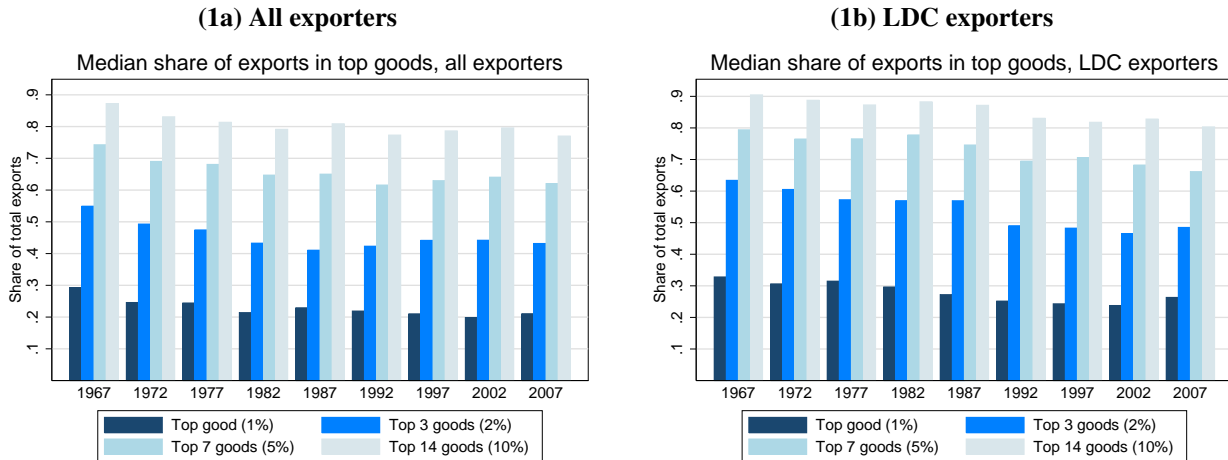 (1a) All exporters
Median share of exports in top goods, all exporters
Share of total exports
.9
.8
.7
.6
.5
.4
.3
.2
.1
1967 1972 1977 1982 1987 1992 1997 2002 2007
Top good (1%) Top 3 goods (2%)
Top 7 goods (5%) Top 14 goods (10%)
(1b) LDC exporters
Median share of exports in top goods, LDC exporters
Share of total exports
.9
.8
.7
.6
.5
.4
.3
.2
.1
1967 1972 1977 1982 1987 1992 1997 2002 2007
Top good (1%) Top 3 goods (2%)
Top 7 goods (5%) Top 14 goods (10%)